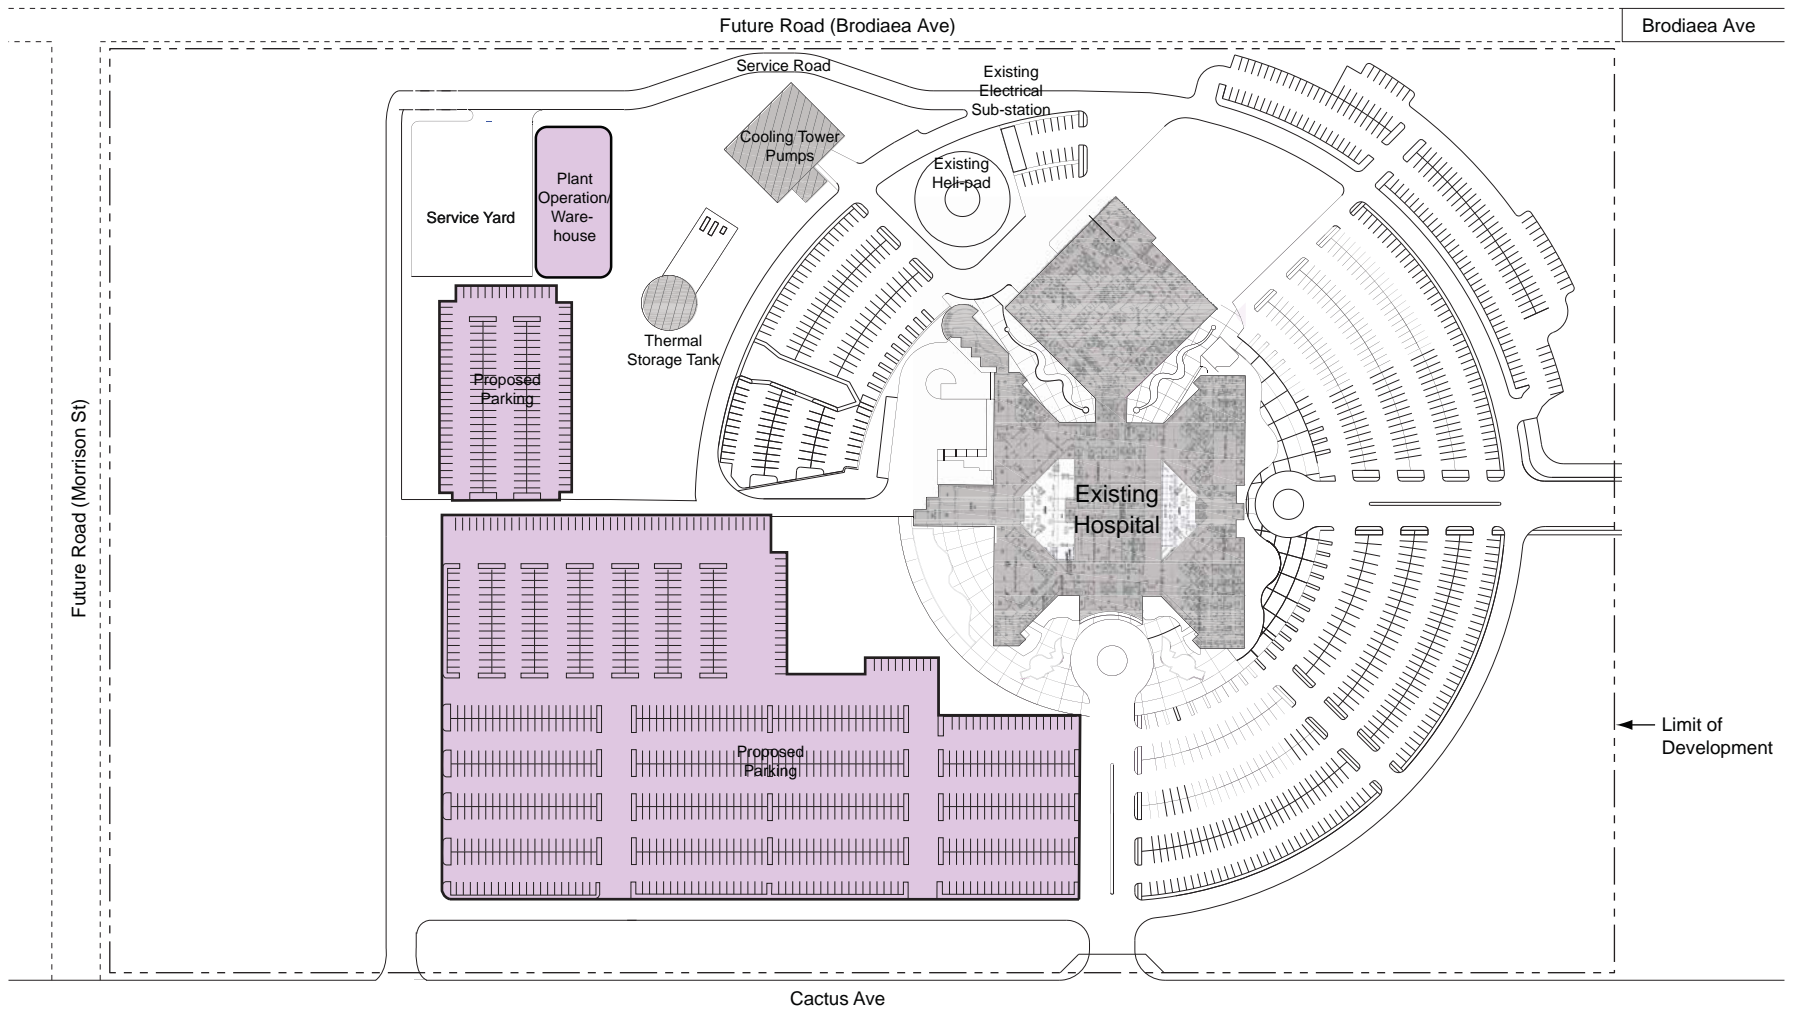 Future Road (Brodiaea Ave)
Brodiaea Ave
Service Road
Existing
Electrical
Sub-station
Cooling Tower
Pumps
Existing
Heli-pad
Plant
Operation/
Ware-
house
Service Yard
Thermal
Storage Tank
Proposed
Parking
Future Road (Morrison St)
Existing
Hospital
Limit of
Development
Proposed
Parking
Cactus Ave